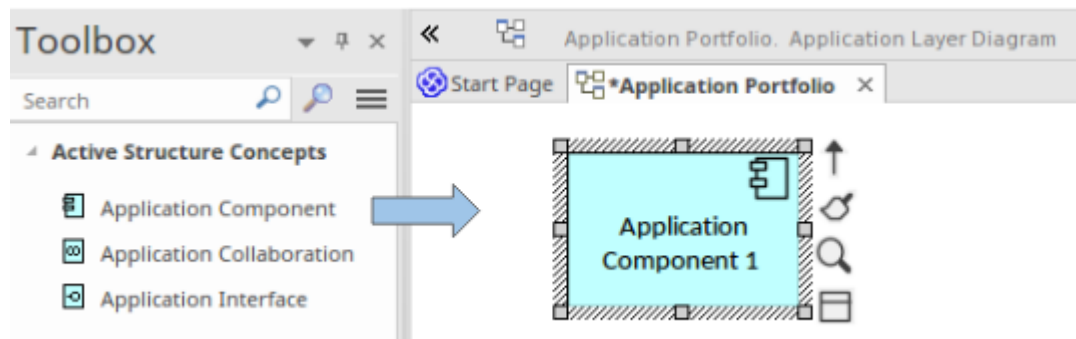 Toolbox
Search
Active Structure Concepts
Application Component
Application Collaboration
Application Interface
Application Portfolio. Application Layer Diagram
Start Page
*Application Portfolio
Application
Component 1